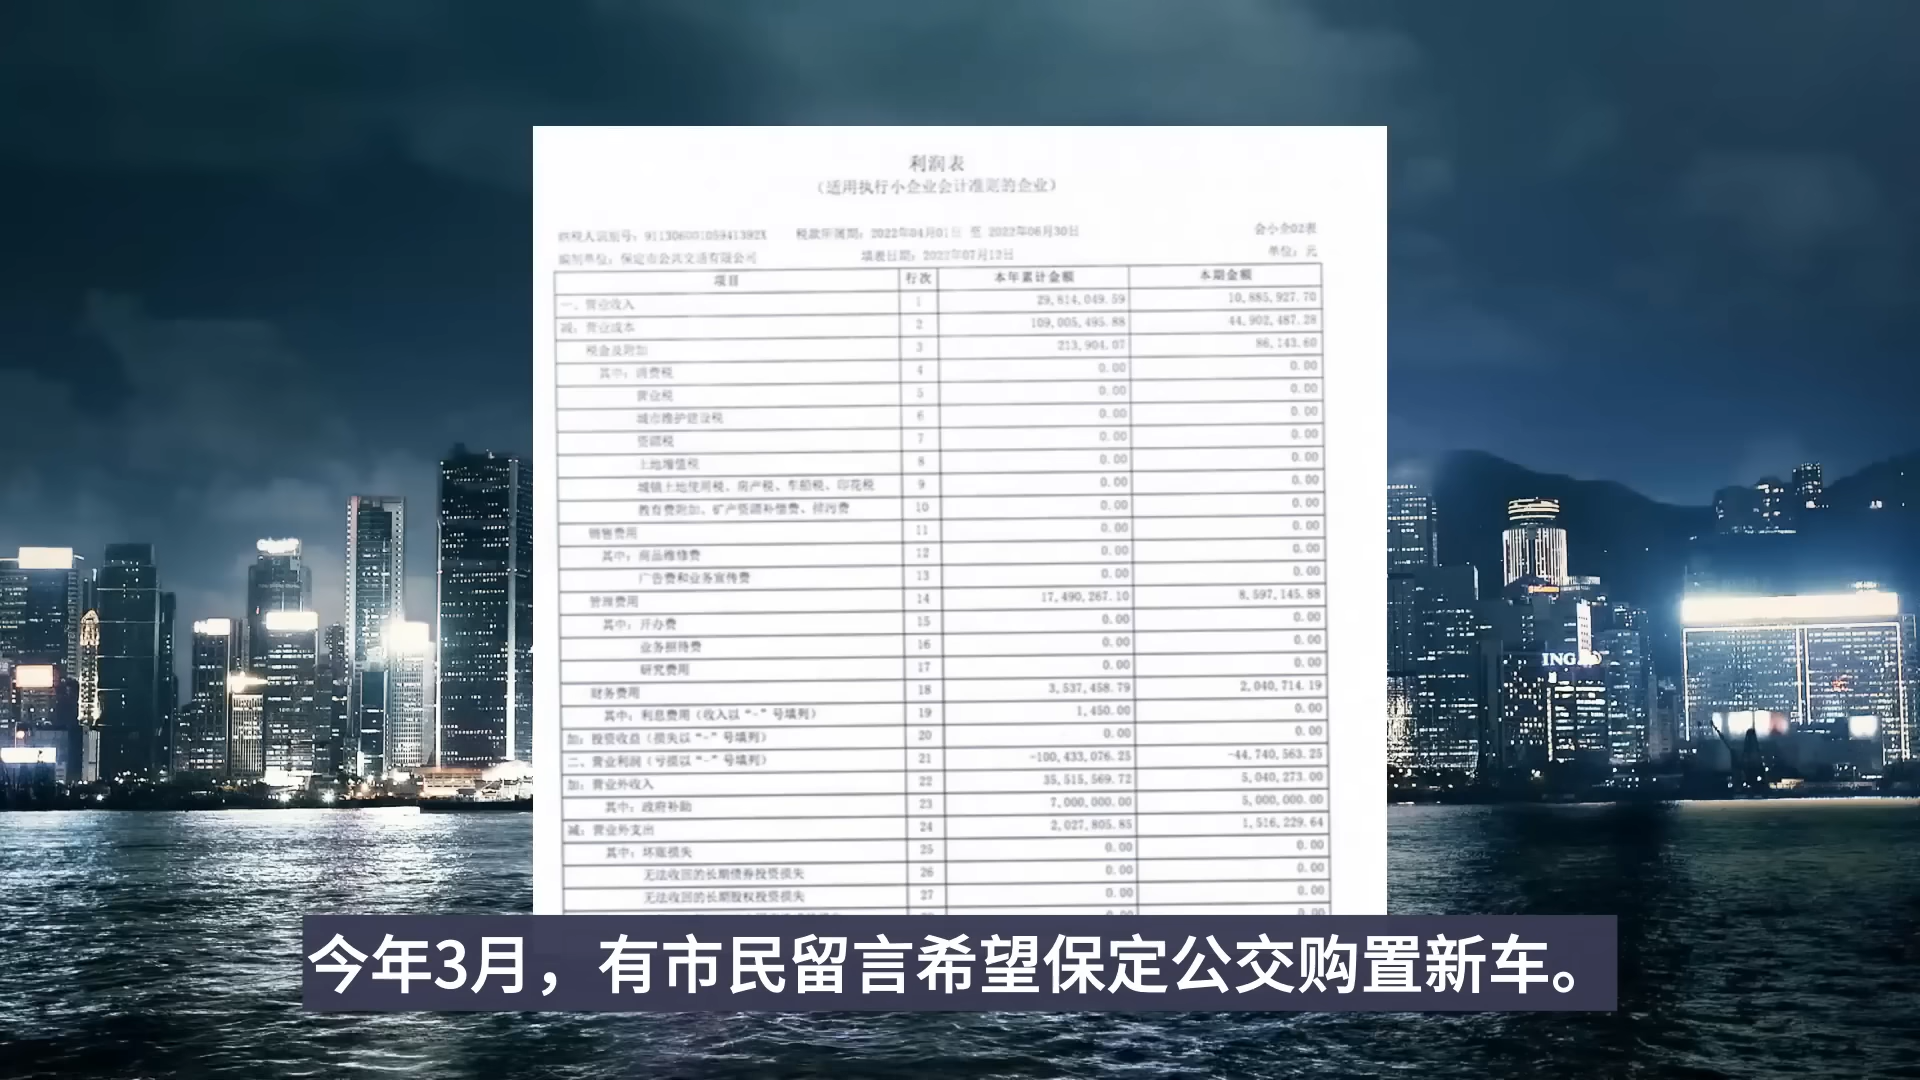 利润表
（适用执行小企业会计准则的企业）
纳税人识别号： 税款所属期：2022年04月01日 至 2022年06月30日 会小企02表
编制单位：保定市公共交通有限公司 填表日期：2022年07月12日 单位：元
项目 行次 本年累计金额 本期金额
一、营业收入 1 29,814,049.59 10,885,927.70
减：营业成本 2 109,005,495.88 44,902,487.28
税金及附加 3 213,904.07 86,143.60
其中：消费税 4 0.00 0.00
营业税 5 0.00 0.00
城市维护建设税 6 0.00 0.00
资源税 7 0.00 0.00
土地增值税 8 0.00 0.00
城镇土地使用税、房产税、车船税、印花税 9 0.00 0.00
教育费附加、矿产资源补偿费、排污费 10 0.00 0.00
销售费用 11 0.00 0.00
其中：商品维修费 12 0.00 0.00
广告费和业务宣传费 13 0.00 0.00
管理费用 14 17,490,267.10 8,597,145.88
其中：开办费 15 0.00 0.00
业务招待费 16 0.00 0.00
研究费用 17 0.00 0.00
财务费用 18 3,537,458.79 2,040,714.19
其中：利息费用（收入以“-”号填列） 19 1,450.00 0.00
加：投资收益（损失以“-”号填列） 20 0.00 0.00
二、营业利润（亏损以“-”号填列） 21 -100,433,076.25 -44,740,563.25
加：营业外收入 22 35,515,569.72 5,040,273.00
其中：政府补助 23 7,000,000.00 5,000,000.00
减：营业外支出 24 2,027,805.85 1,516,229.64
其中：坏账损失 25 0.00 0.00
无法收回的长期债券投资损失 26 0.00 0.00
无法收回的长期股权投资损失 27 0.00 0.00
ING
今年3月，有市民留言希望保定公交购置新车。